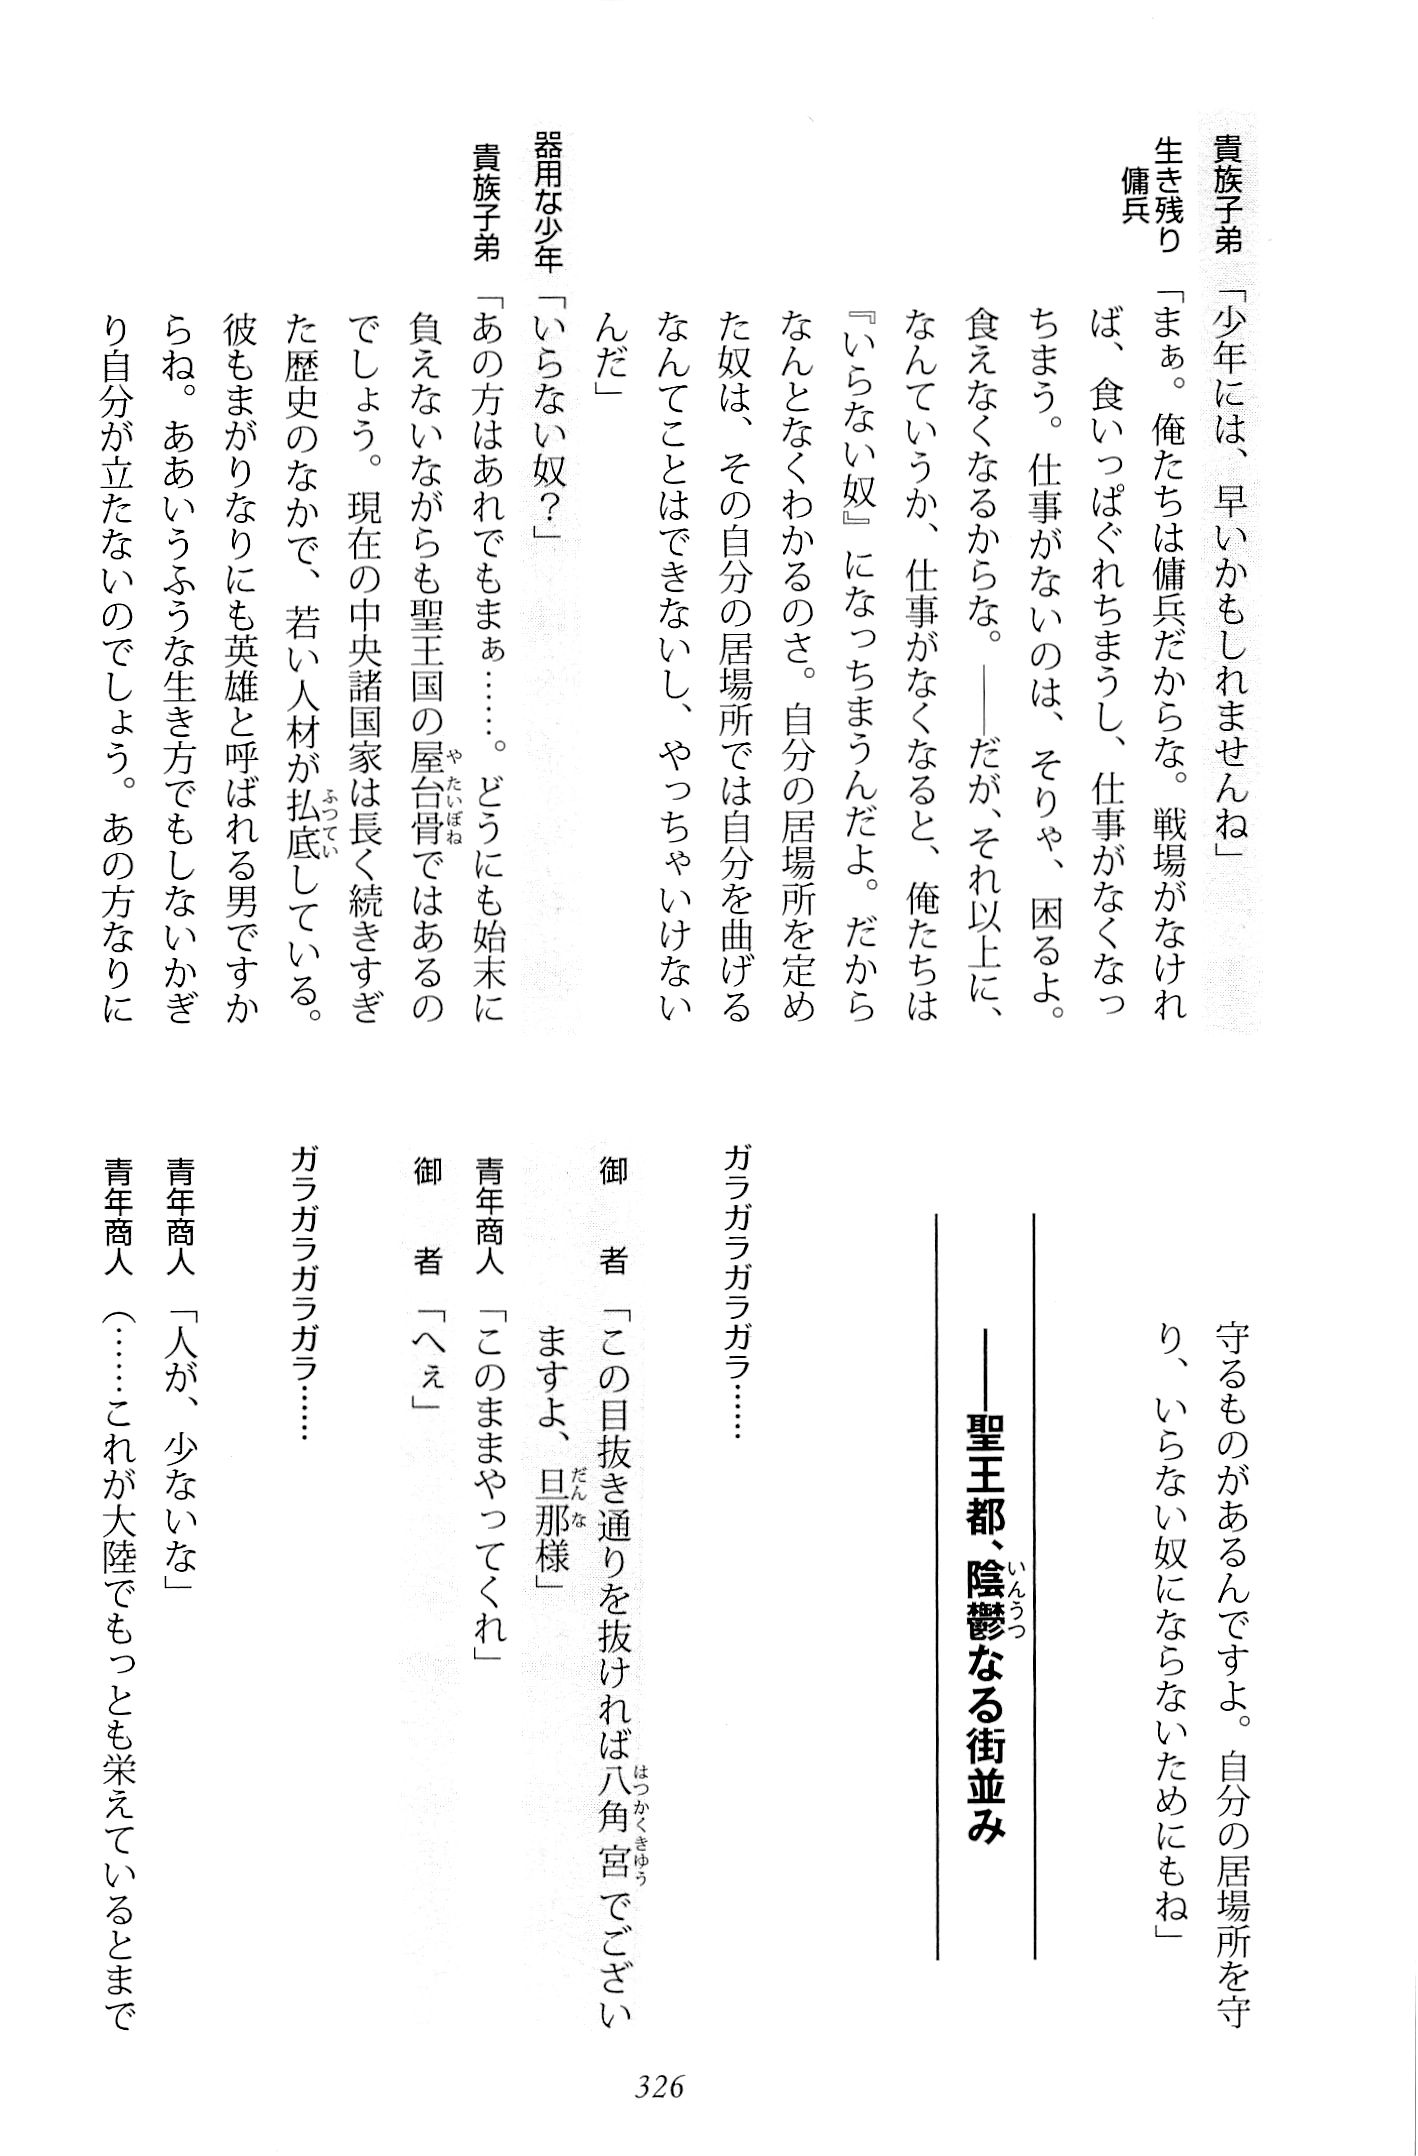 貴族子弟「少年には、早いかもしれませんね」
生き残り傭兵「まぁ。俺たちは傭兵だからな。戦場がなけれ
ば、食いっぱぐれちまうし、仕事がなくなっ
ちまう。仕事がないのは、そりゃ、困るよ。
食えなくなるからな。――だが、それ以上に、
なんていうか、仕事がなくなると、俺たちは
『いらない奴』になっちまうんだよ。だから
なんとなくわかるのさ。自分の居場所を定め
た奴は、その自分の居場所では自分を曲げる
なんてことはできないし、やっちゃいけない
んだ」
器用な少年「いらない奴？」
貴族子弟「あの方はあれでもまぁ……。どうにも始末に
負えないながらも聖王国の屋台骨ではあるの
でしょう。現在の中央諸国家は長く続きすぎ
た歴史のなかで、若い人材が払底している。
彼もまがりなりにも英雄と呼ばれる男ですか
らね。ああいうふうな生き方でもしないかぎ
り自分が立たないのでしょう。あの方なりに
守るものがあるんですよ。自分の居場所を守
り、いらない奴にならないためにもね」
――聖王都、陰鬱なる街並み
ガラガラガラガラ……
御者「この目抜き通りを抜ければ八角宮でござい
ますよ、旦那様」
青年商人「このままやってくれ」
御者「へぇ」
ガラガラガラガラ……
青年商人「人が、少ないな」
青年商人（……これが大陸でもっとも栄えているとまで
326